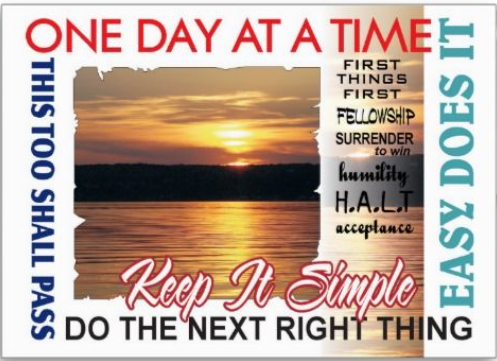 ONE DAY AT A TIME
THIS TOO SHALL PASS
FIRST
THINGS
FIRST
FELLOWSHIP
SURRENDER
to win
humility
H.A.L.T
acceptance
EASY DOES IT
Keep It Simple
DO THE NEXT RIGHT THING